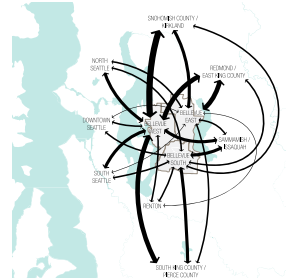 SNOHOMISH COUNTY /
KIRKLAND
NORTH
SEATTLE
REDMOND /
EAST KING COUNTY
BELLEVUE
EAST
DOWNTOWN
SEATTLE
BELLEVUE
WEST
SAMMAMISH /
ISSAQUAH
BELLEVUE
SOUTH
SOUTH
SEATTLE
RENTON
SOUTH KING COUNTY /
PIERCE COUNTY